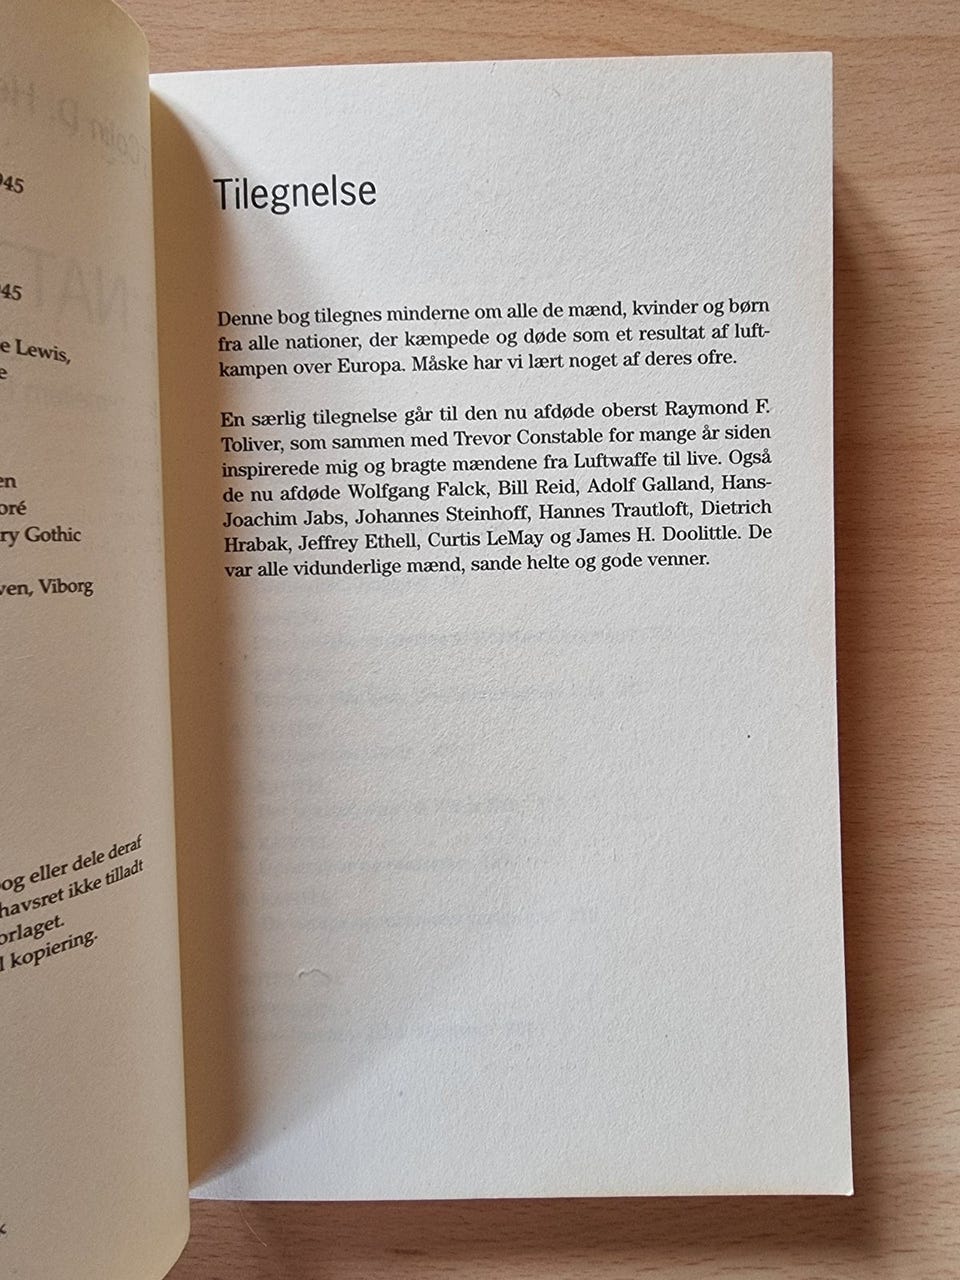 945
945
e Lewis,
e
en
oré
ry Gothic
ven, Viborg
og eller dele deraf
havsret ikke tilladt
orlaget.
l kopiering.
Tilegnelse
Denne bog tilegnes minderne om alle de mænd, kvinder og børn
fra alle nationer, der kæmpede og døde som et resultat af luft-
kampen over Europa. Måske har vi lært noget af deres ofre.
En særlig tilegnelse går til den nu afdøde oberst Raymond F.
Toliver, som sammen med Trevor Constable for mange år siden
inspirerede mig og bragte mændene fra Luftwaffe til live. Også
de nu afdøde Wolfgang Falck, Bill Reid, Adolf Galland, Hans-
Joachim Jabs, Johannes Steinhoff, Hannes Trautloft, Dietrich
Hrabak, Jeffrey Ethell, Curtis LeMay og James H. Doolittle. De
var alle vidunderlige mænd, sande helte og gode venner.